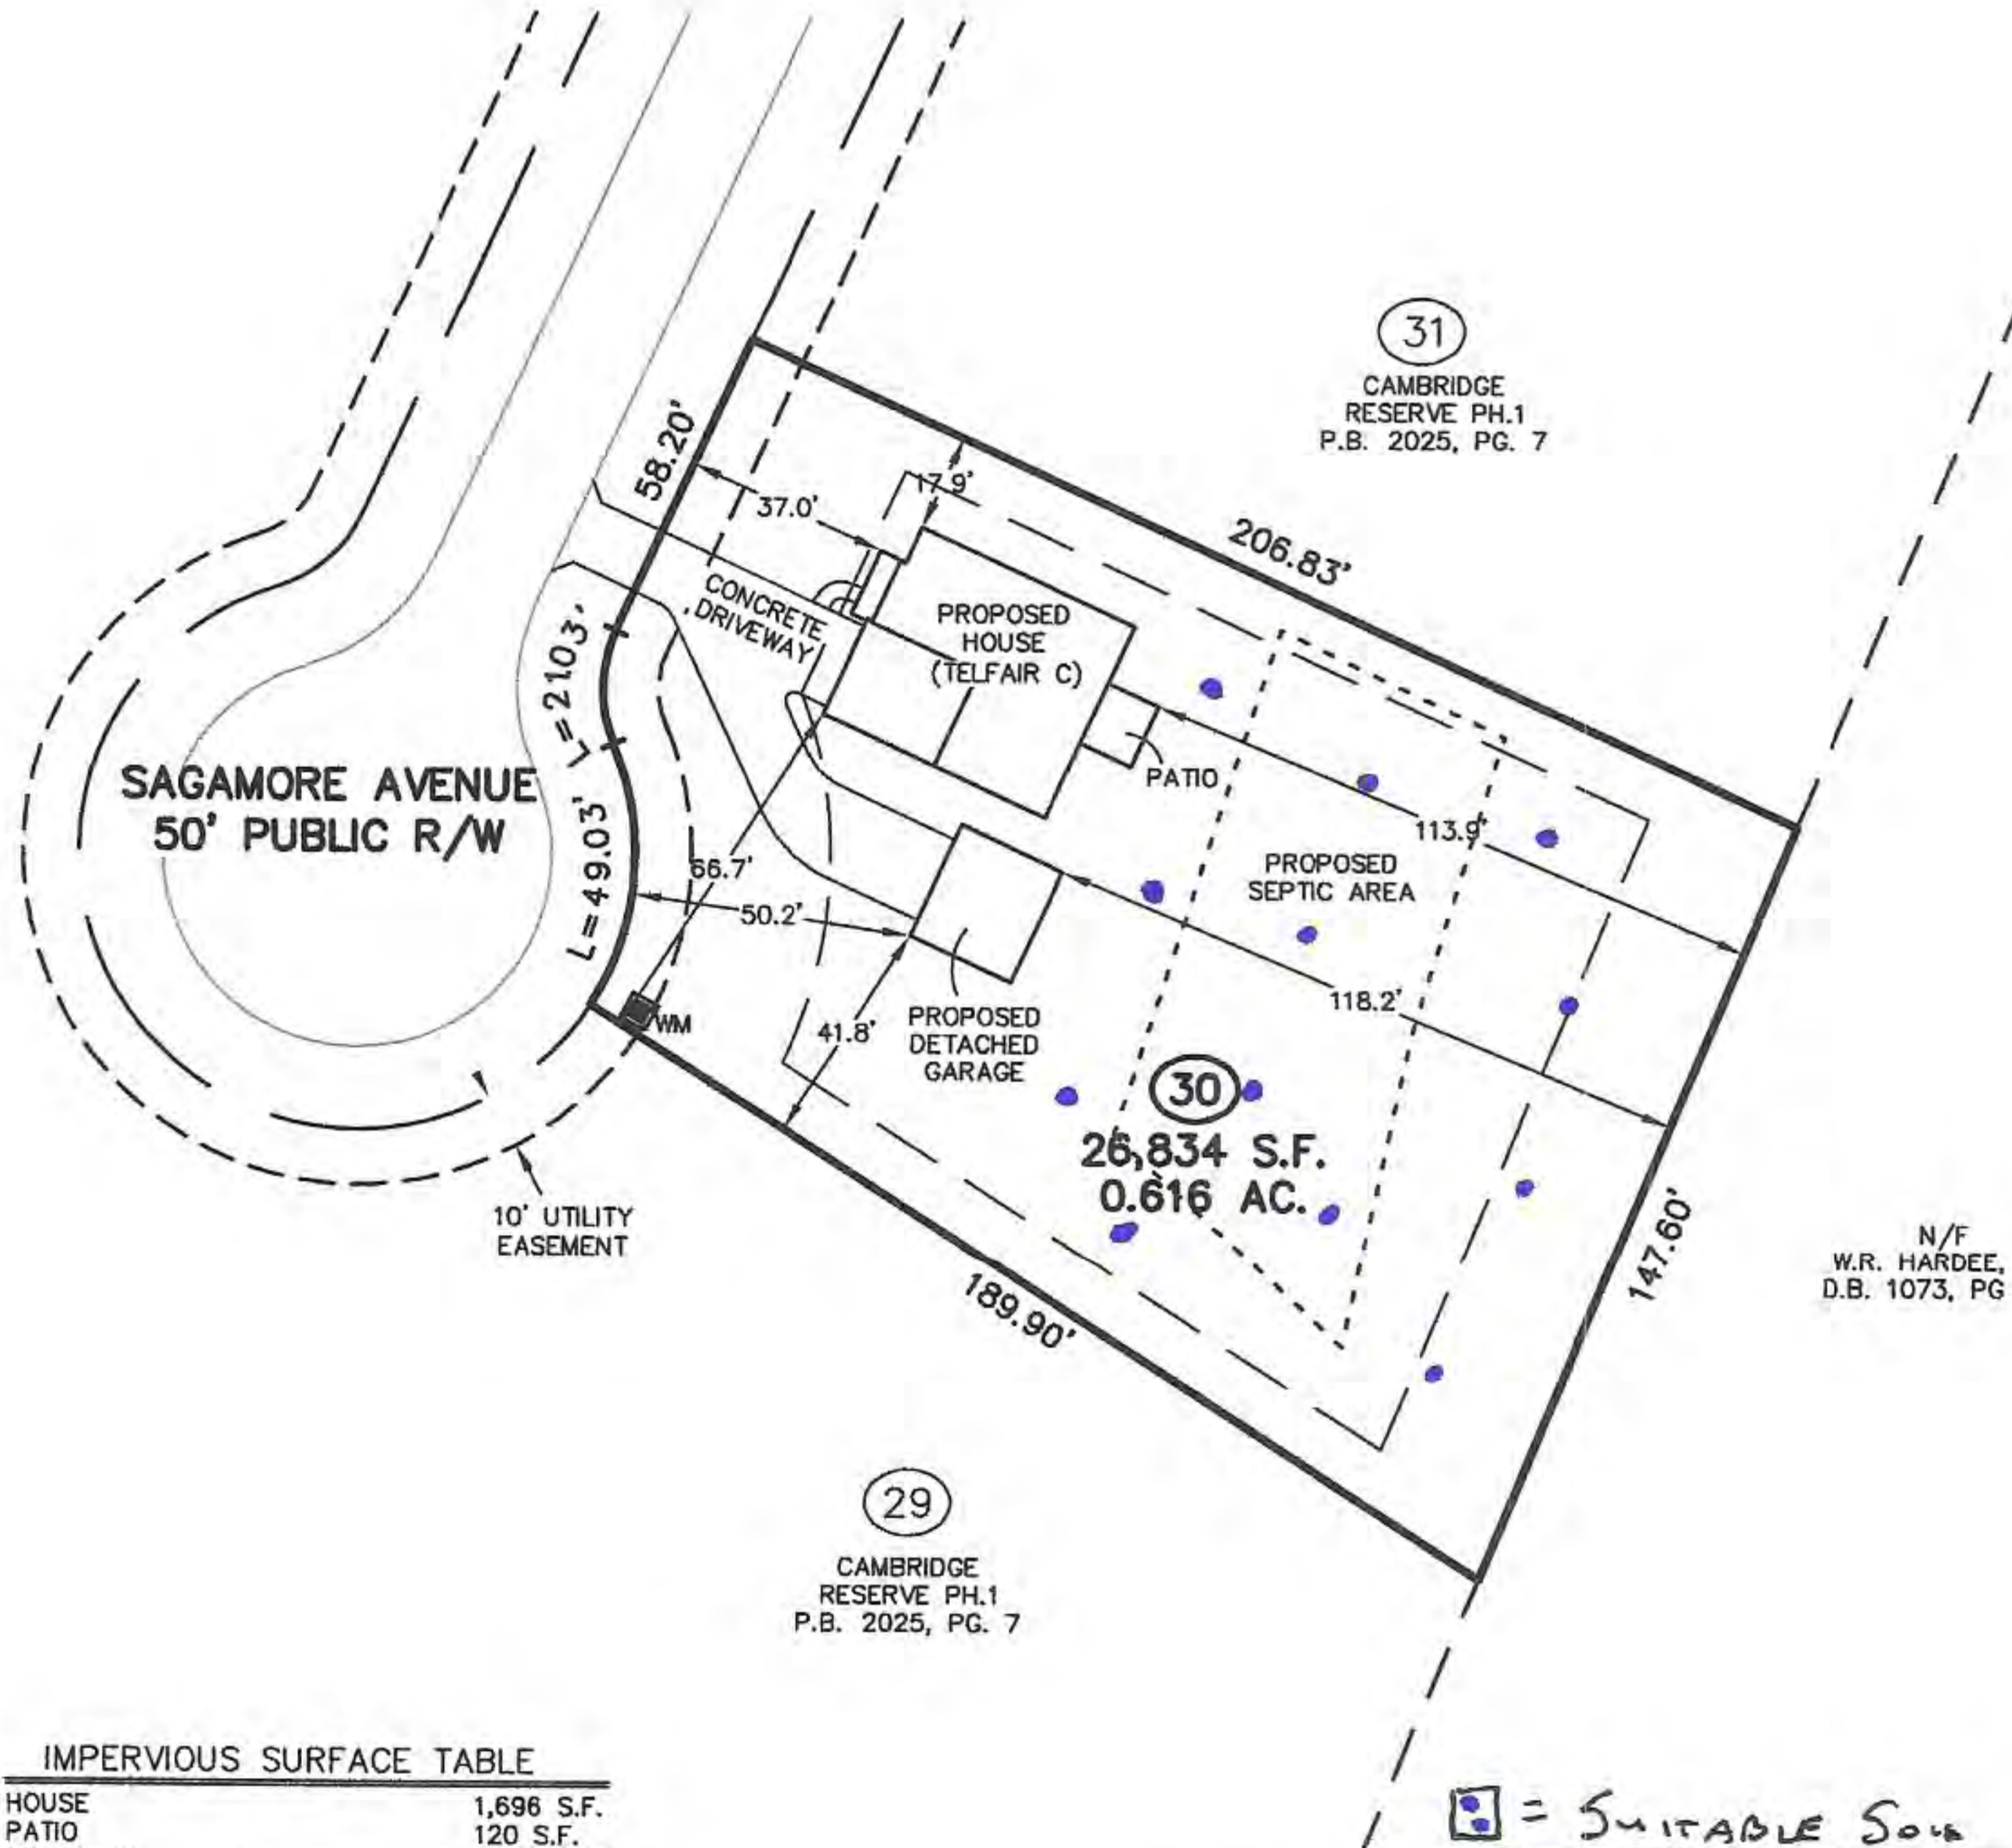 31
CAMBRIDGE
RESERVE PH.1
P.B. 2025, PG. 7
58.20'
17.9'
37.0'
206.83'
CONCRETE
DRIVEWAY
PROPOSED
HOUSE
(TELFAIR C)
L=21.03'
PATIO
SAGAMORE AVENUE
50' PUBLIC R/W
113.9'
L=49.03'
66.7'
PROPOSED
SEPTIC AREA
50.2'
118.2'
WM
41.8'
PROPOSED
DETACHED
GARAGE
30
26,834 S.F.
0.616 AC.
10' UTILITY
EASEMENT
147.60'
N/F
W.R. HARDEE,
D.B. 1073, PG
189.90'
29
CAMBRIDGE
RESERVE PH.1
P.B. 2025, PG. 7
IMPERVIOUS SURFACE TABLE
HOUSE 1,696 S.F.
PATIO 120 S.F.
= SUITABLE